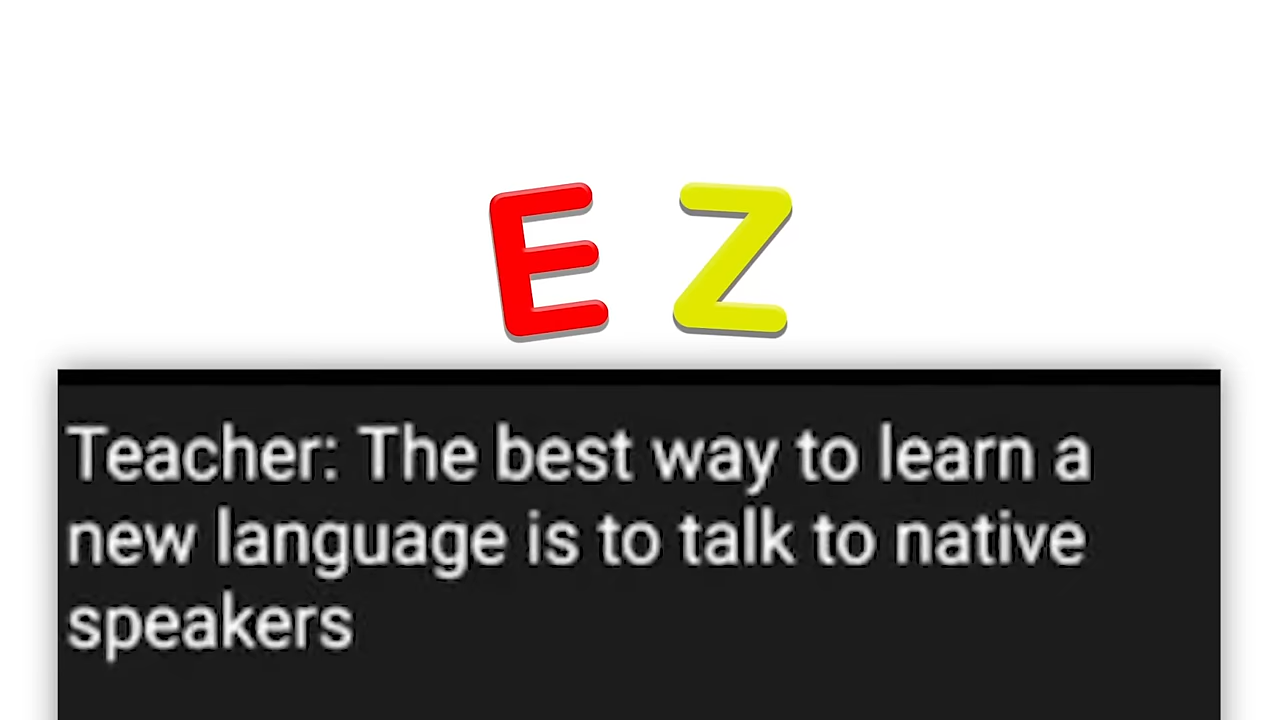 E Z
Teacher: The best way to learn a
new language is to talk to native
speakers